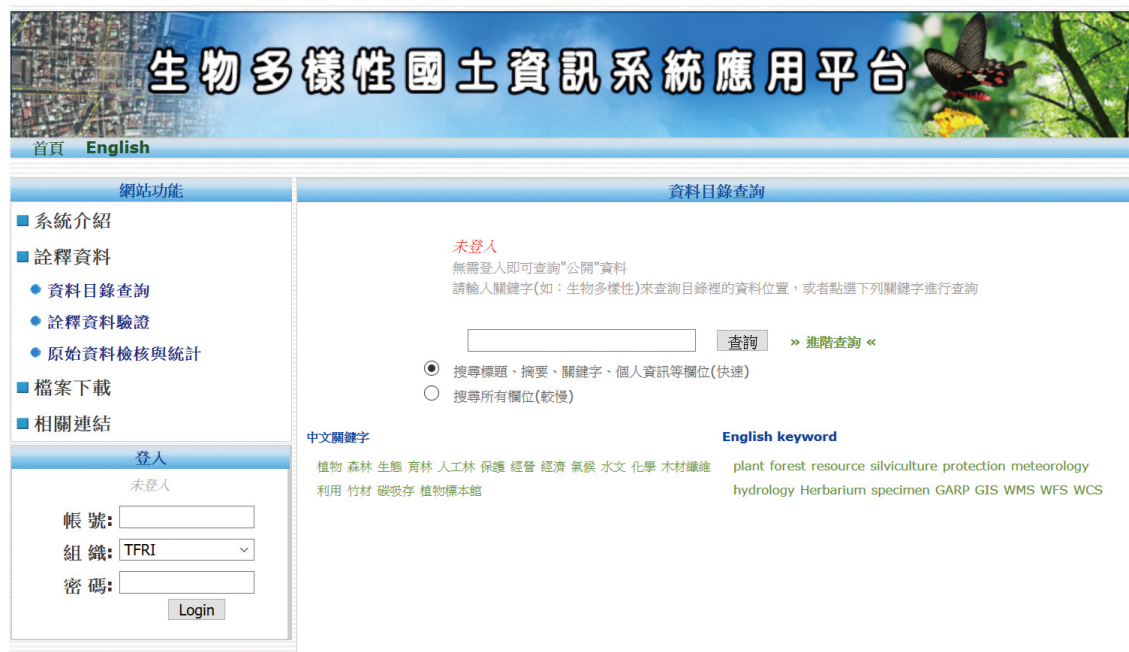 生物多樣性國土資訊系統應用平台
首頁 English
網站功能
系統介紹
詮釋資料
資料目錄查詢
詮釋資料驗證
原始資料檢核與統計
檔案下載
相關連結
登入
未登入
帳 號:
組 織: TFRI
密 碼:
Login
資料目錄查詢
未登入
無需登入即可查詢"公開"資料
請輸入關鍵字(如：生物多樣性)來查詢目錄裡的資料位置，或者點選下列關鍵字進行查詢
查詢 » 進階查詢 «
搜尋標題、摘要、關鍵字、個人資訊等欄位(快速)
搜尋所有欄位(較慢)
中文關鍵字
植物 森林 生態 育林 人工林 保護 經營 經濟 氣候 水文 化學 木材纖維
利用 竹材 碳吸存 植物標本館
English keyword
plant forest resource silviculture protection meteorology
hydrology Herbarium specimen GARP GIS WMS WFS WCS